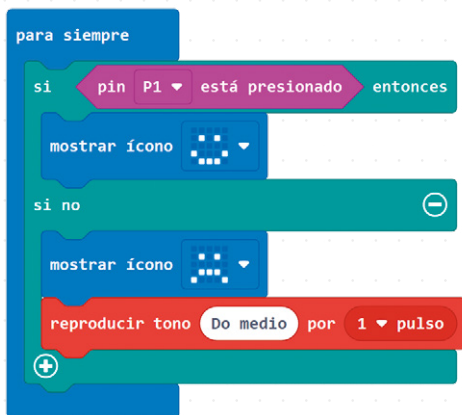 para siempre
si pin P1 está presionado entonces
mostrar ícono
si no
mostrar ícono
reproducir tono Do medio por 1 pulso